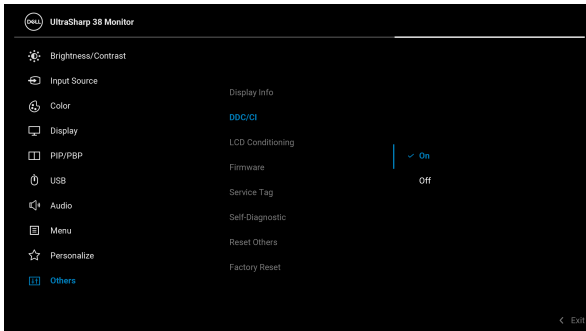 DELL
UltraSharp 38 Monitor
Brightness/Contrast
Input Source
Color
Display
PIP/PBP
USB
Audio
Menu
Personalize
Others
Display Info
DDC/CI
LCD Conditioning
Firmware
Service Tag
Self-Diagnostic
Reset Others
Factory Reset
On
Off
Exit